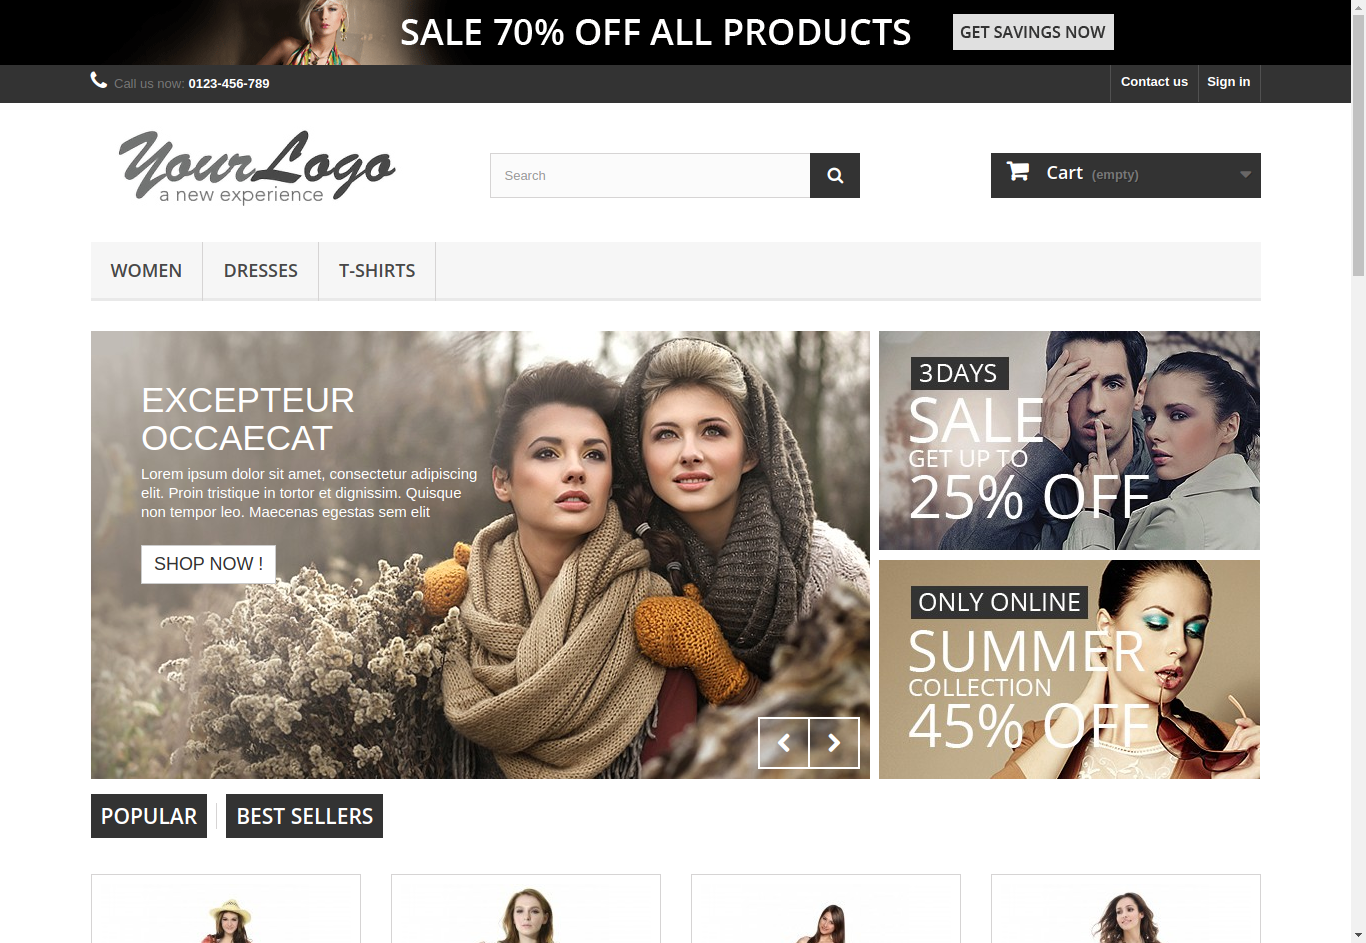 SALE 70% OFF ALL PRODUCTS
GET SAVINGS NOW
Call us now: 0123-456-789
Contact us
Sign in
Your Logo
a new experience
Search
Cart (empty)
WOMEN
DRESSES
T-SHIRTS
EXCEPTEUR
OCCAECAT
Lorem ipsum dolor sit amet, consectetur adipiscing
elit. Proin tristique in tortor et dignissim. Quisque
non tempor leo. Maecenas egestas sem elit
SHOP NOW !
3 DAYS
SALE
GET UP TO
25% OFF
ONLY ONLINE
SUMMER
COLLECTION
45% OFF
POPULAR
BEST SELLERS